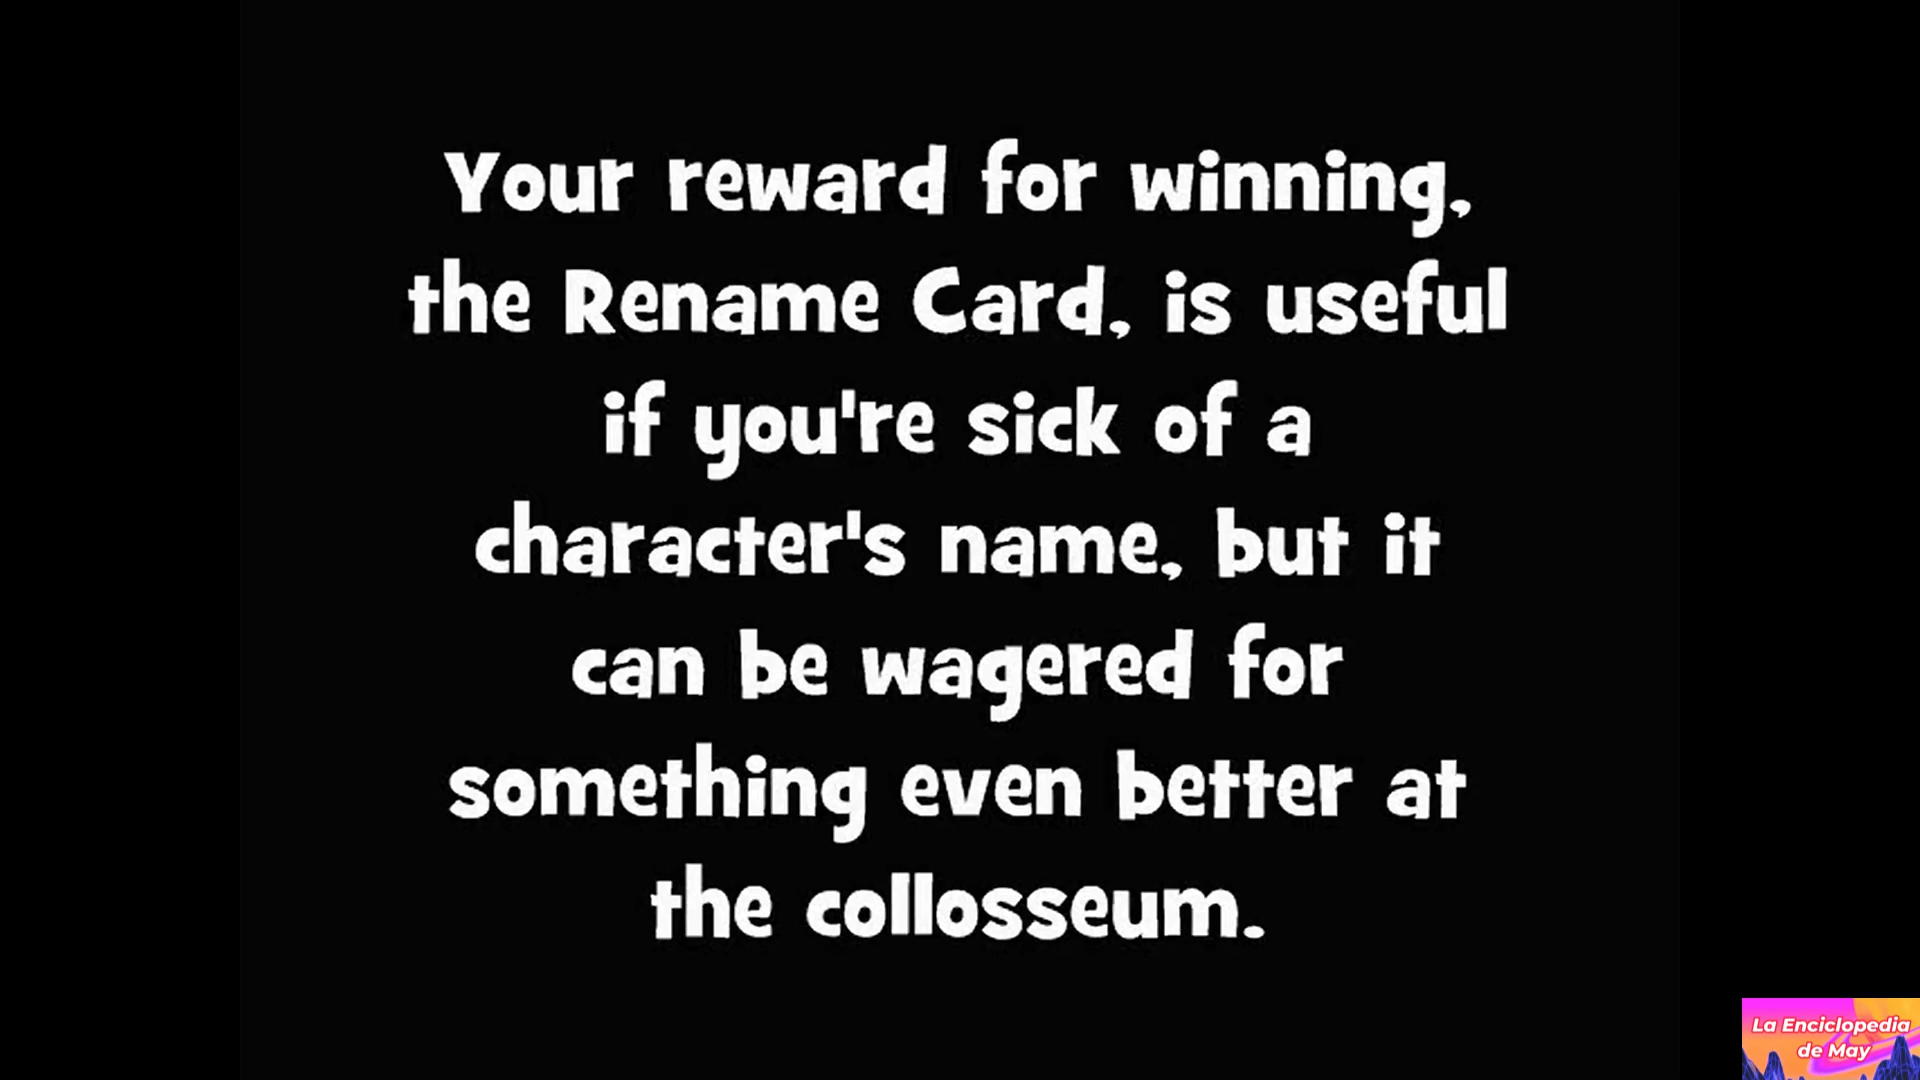 Your reward for winning,
the Rename Card, is useful
if you're sick of a
character's name, but it
can be wagered for
something even better at
the collosseum.
La Enciclopedia
de May